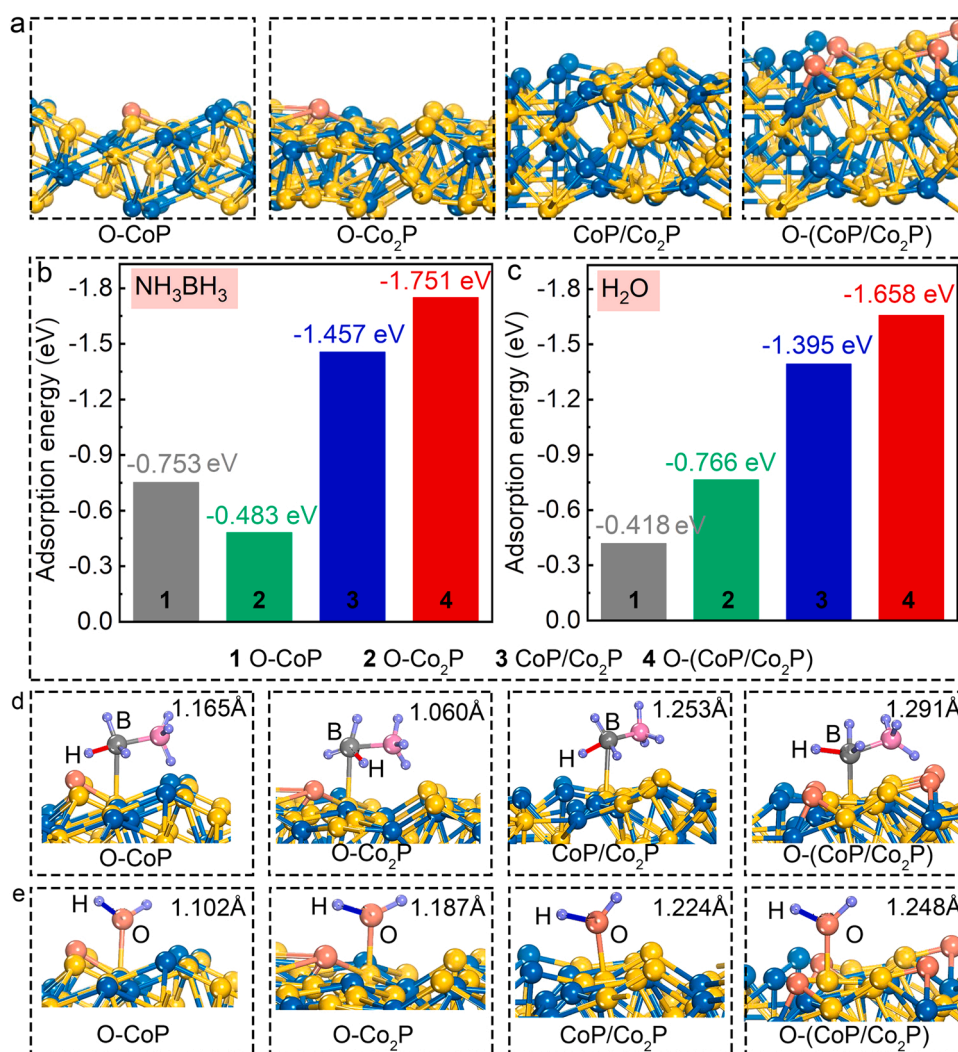 a
O-CoP
O-Co₂P
CoP/Co₂P
O-(CoP/Co₂P)
b
NH₃BH₃
Adsorption energy (eV)
-1.8
-1.5
-1.2
-0.9
-0.6
-0.3
0.0
-0.753 eV
-0.483 eV
-1.457 eV
-1.751 eV
1
2
3
4
c
H₂O
Adsorption energy (eV)
-1.8
-1.5
-1.2
-0.9
-0.6
-0.3
0.0
-0.418 eV
-0.766 eV
-1.395 eV
-1.658 eV
1
2
3
4
1 O-CoP 2 O-Co₂P 3 CoP/Co₂P 4 O-(CoP/Co₂P)
d
1.165Å
B
H
O-CoP
1.060Å
B
H
O-Co₂P
1.253Å
B
H
CoP/Co₂P
1.291Å
B
H
O-(CoP/Co₂P)
e
H
1.102Å
O
O-CoP
H
1.187Å
O
O-Co₂P
H
1.224Å
O
CoP/Co₂P
H
1.248Å
O
O-(CoP/Co₂P)